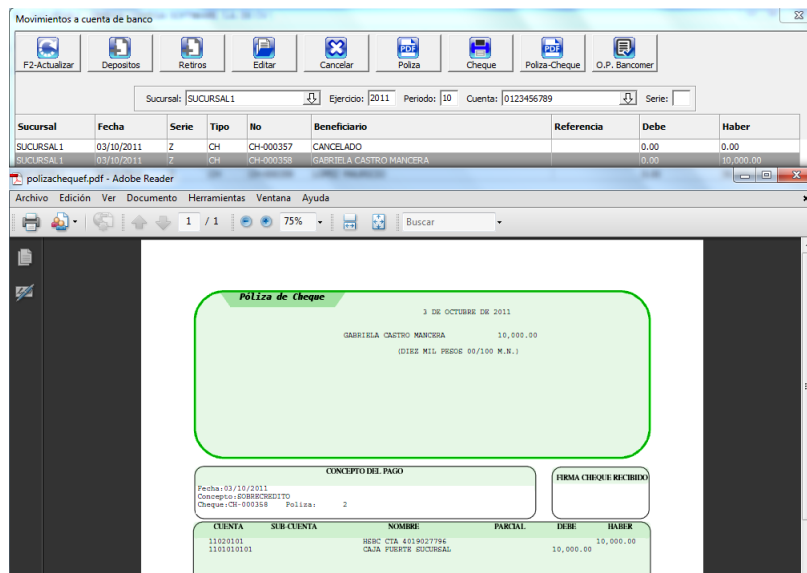 Movimientos a cuenta de banco
F2-Actualizar Depositos Retiros Editar Cancelar Poliza Cheque Poliza-Cheque O.P. Bancomer
Sucursal: SUCURSAL1 Ejercicio: 2011 Periodo: 10 Cuenta: 0123456789 Serie:
Sucursal Fecha Serie Tipo No Beneficiario Referencia Debe Haber
SUCURSAL1 03/10/2011 Z CH CH-000357 CANCELADO 0.00 0.00
SUCURSAL1 03/10/2011 Z CH CH-000358 GABRIELA CASTRO MANCERA 0.00 10,000.00
polizachequef.pdf - Adobe Reader
Archivo Edición Ver Documento Herramientas Ventana Ayuda
1 / 1 75% Buscar
Póliza de Cheque
3 DE OCTUBRE DE 2011
GABRIELA CASTRO MANCERA 10,000.00
(DIEZ MIL PESOS 00/100 M.N.)
CONCEPTO DEL PAGO
FIRMA CHEQUE RECIBIDO
Fecha:03/10/2011
Concepto:SOBRECREDITO
Cheque:CH-000358 Poliza: 2
CUENTA SUB-CUENTA NOMBRE PARCIAL DEBE HABER
11020101 HSBC CTA 4019027796 10,000.00
1101010101 CAJA FUERTE SUCURSAL 10,000.00